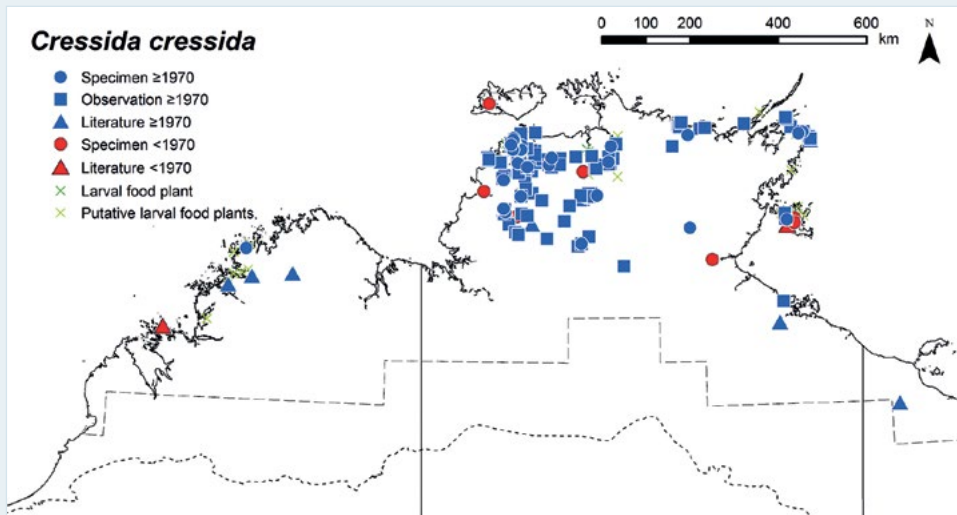 Cressida cressida
Specimen ≥1970
Observation ≥1970
Literature ≥1970
Specimen <1970
Literature <1970
Larval food plant
Putative larval food plants.
0 100 200 400 600
km
N